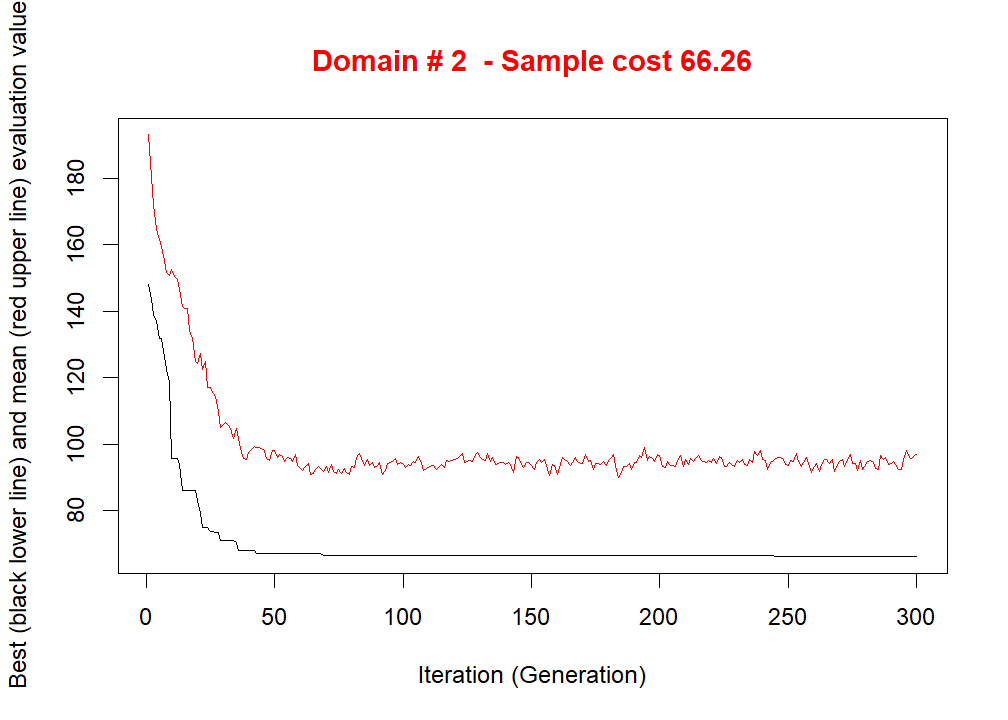 Domain # 2  - Sample cost 66.26
Best (black lower line) and mean (red upper line) evaluation value
180
160
140
120
100
80
0 50 100 150 200 250 300
Iteration (Generation)